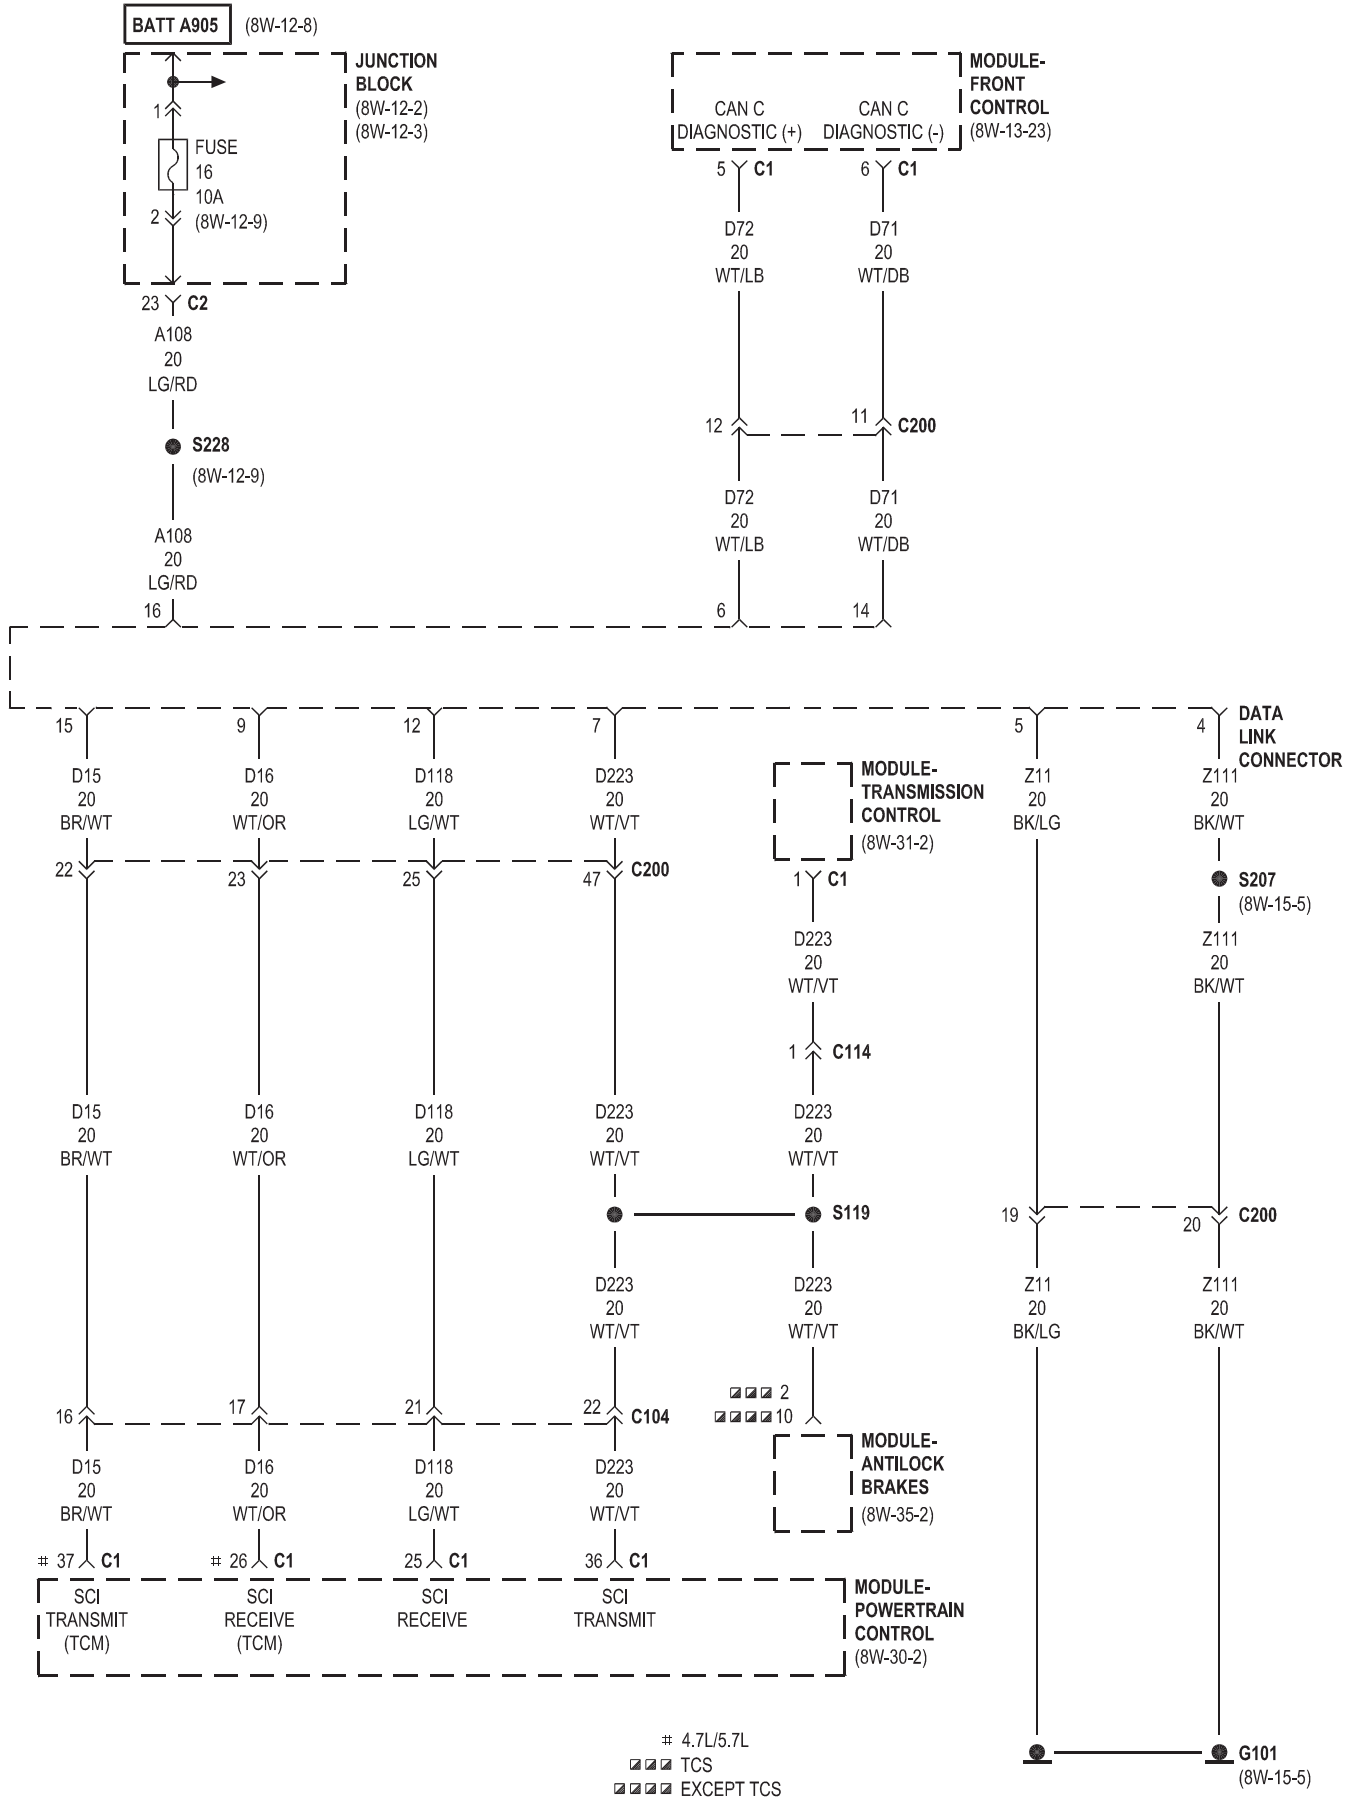 BATT A905 (8W-12-8)
JUNCTION
BLOCK
(8W-12-2)
(8W-12-3)
1
FUSE
16
10A
(8W-12-9)
2
23 C2
A108
20
LG/RD
S228
(8W-12-9)
A108
20
LG/RD
16
MODULE-
FRONT
CONTROL
(8W-13-23)
CAN C
DIAGNOSTIC (+)
CAN C
DIAGNOSTIC (-)
5 C1
6 C1
D72
20
WT/LB
D71
20
WT/DB
12
11 C200
D72
20
WT/LB
D71
20
WT/DB
6
14
DATA
LINK
CONNECTOR
15
9
12
7
5
4
D15
20
BR/WT
D16
20
WT/OR
D118
20
LG/WT
D223
20
WT/VT
MODULE-
TRANSMISSION
CONTROL
(8W-31-2)
Z11
20
BK/LG
Z111
20
BK/WT
22
23
25
47 C200
1 C1
S207
(8W-15-5)
D223
20
WT/VT
Z111
20
BK/WT
1 C114
D15
20
BR/WT
D16
20
WT/OR
D118
20
LG/WT
D223
20
WT/VT
D223
20
WT/VT
S119
19
20 C200
D223
20
WT/VT
D223
20
WT/VT
Z11
20
BK/LG
Z111
20
BK/WT
2
10
16
17
21
22 C104
MODULE-
ANTILOCK
BRAKES
(8W-35-2)
D15
20
BR/WT
D16
20
WT/OR
D118
20
LG/WT
D223
20
WT/VT
# 37 C1
# 26 C1
25 C1
36 C1
SCI
TRANSMIT
(TCM)
SCI
RECEIVE
(TCM)
SCI
RECEIVE
SCI
TRANSMIT
MODULE-
POWERTRAIN
CONTROL
(8W-30-2)
# 4.7L/5.7L
TCS
EXCEPT TCS
G101
(8W-15-5)